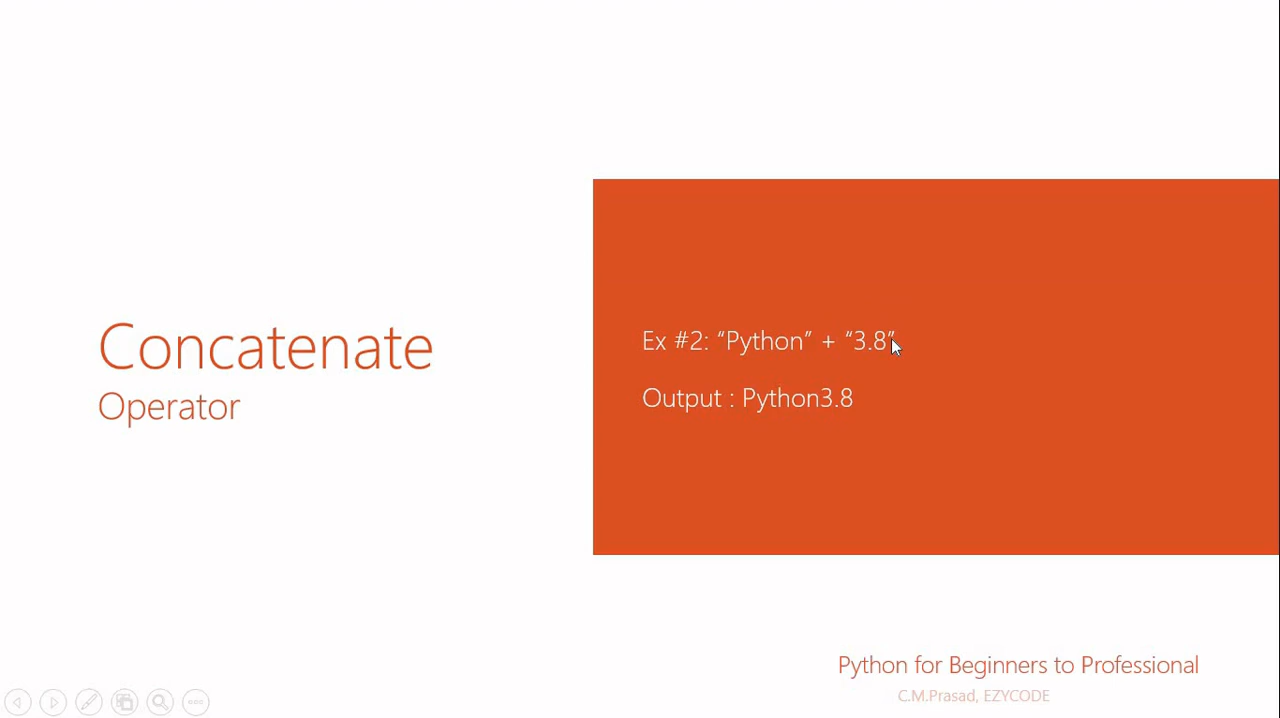 Concatenate
Operator
Ex #2: “Python” + “3.8”
Output : Python3.8
Python for Beginners to Professional
C.M.Prasad, EZYCODE